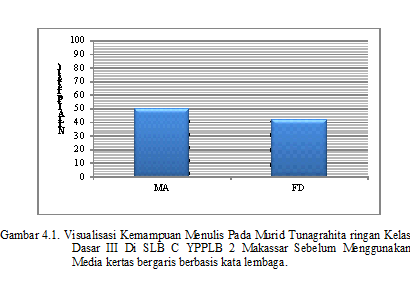 100
90
80
70
60
50
40
30
20
10
0
MA
FD
Gambar 4.1. Visualisasi Kemampuan Menulis Pada Murid Tunagrahita ringan Kelas
Dasar III Di SLB C YPPLB 2 Makassar Sebelum Menggunakan
Media kertas bergaris berbasis kata lembaga.